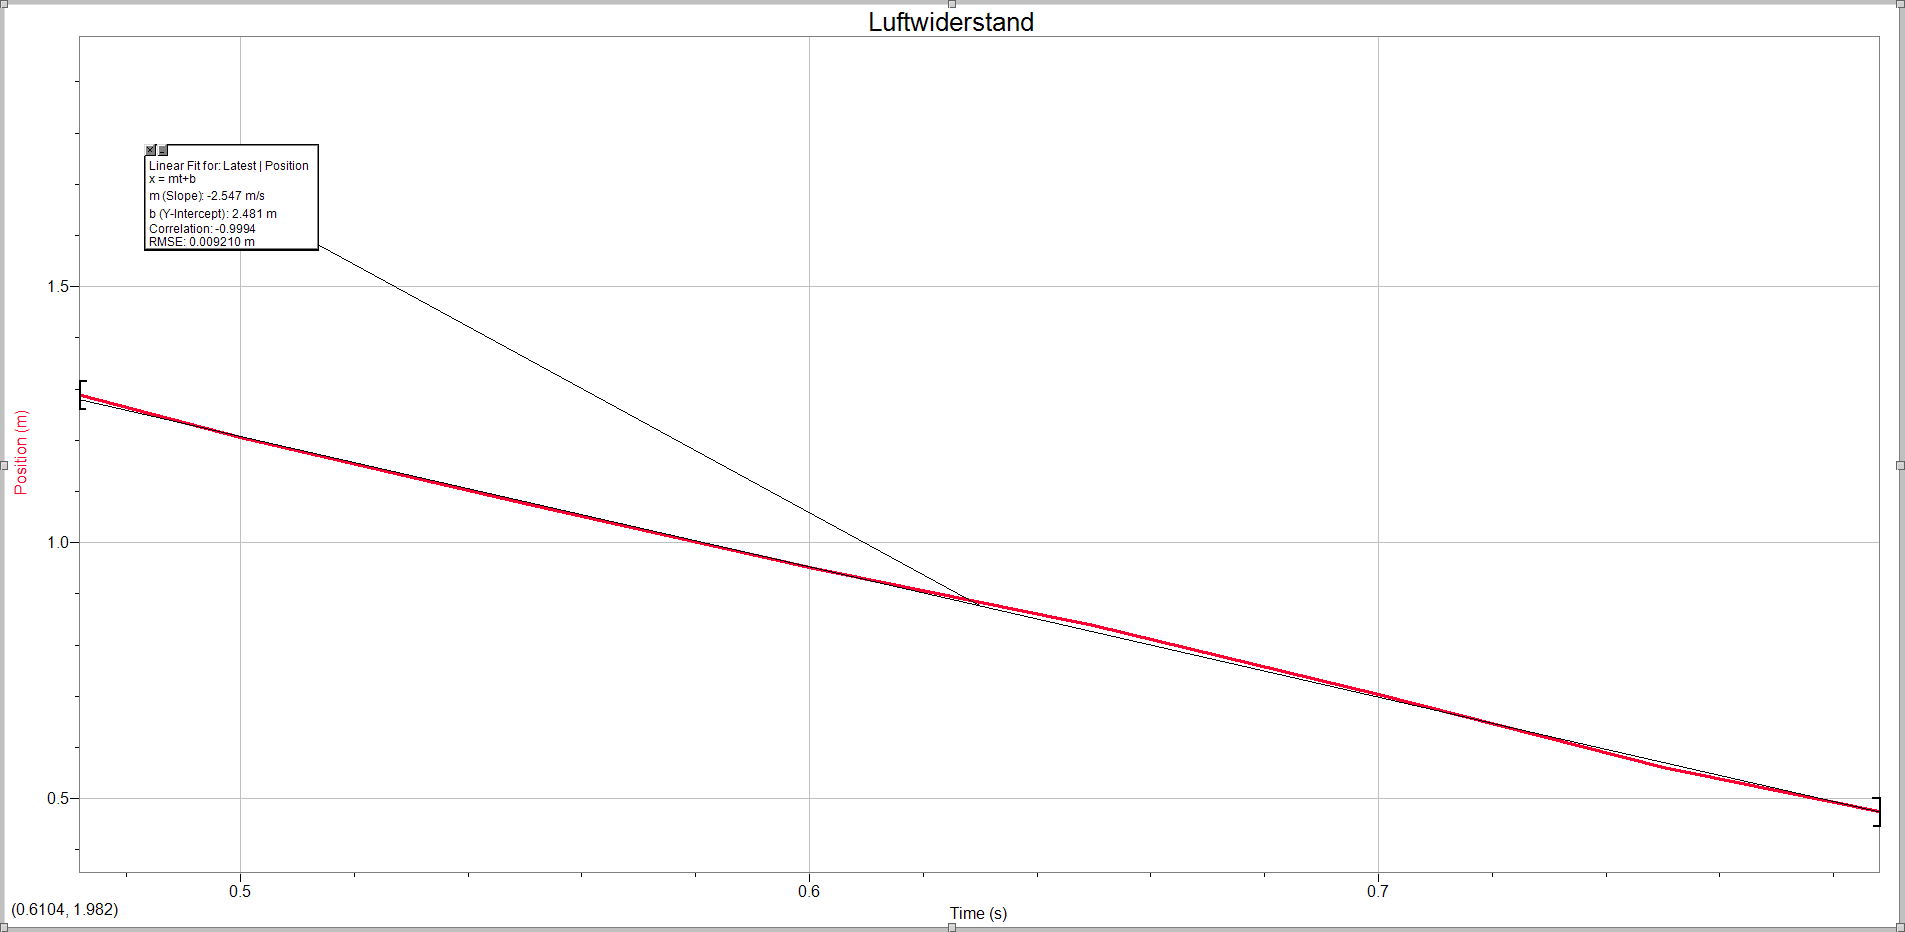 Luftwiderstand
Linear Fit for: Latest | Position
x = mt+b
m (Slope): -2.547 m/s
b (Y-Intercept): 2.481 m
Correlation: -0.9994
RMSE: 0.009210 m
1.5
1.0
0.5
Position (m)
0.5 0.6 0.7
(0.6104, 1.982)
Time (s)